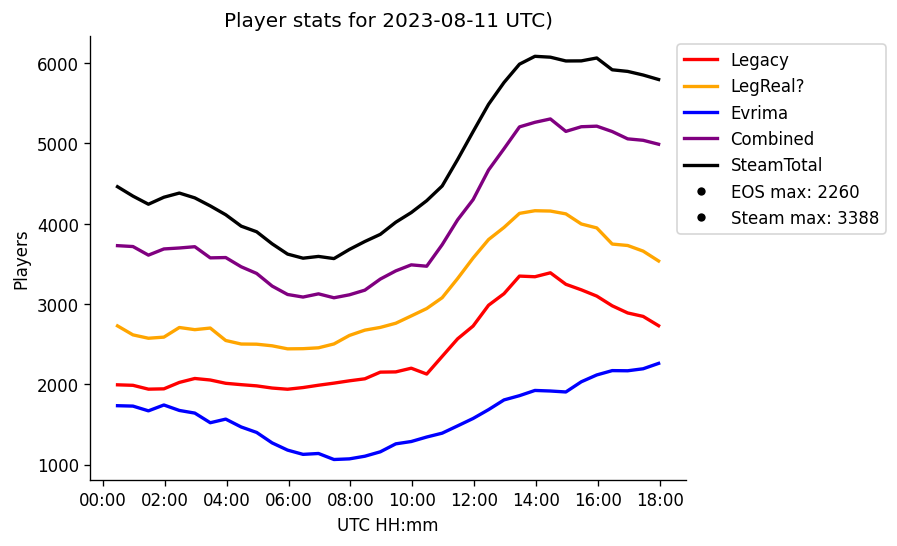 Player stats for 2023-08-11 UTC)
6000
5000
4000
3000
2000
1000
Players
00:00 02:00 04:00 06:00 08:00 10:00 12:00 14:00 16:00 18:00
UTC HH:mm
Legacy
LegReal?
Evrima
Combined
SteamTotal
EOS max: 2260
Steam max: 3388